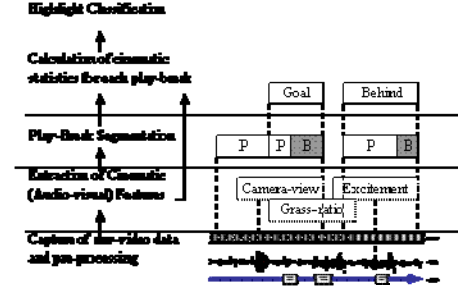 Highlight Classification
Calculation of cinematic
statistics for each play-break
Goal
Behind
Play-Break Segmentation
P
P
B
P
B
Extraction of Cinematic
(Audio-visual) Features
Camera-view
Excitement
Grass-ratio
Capture of video data
and pre-processing